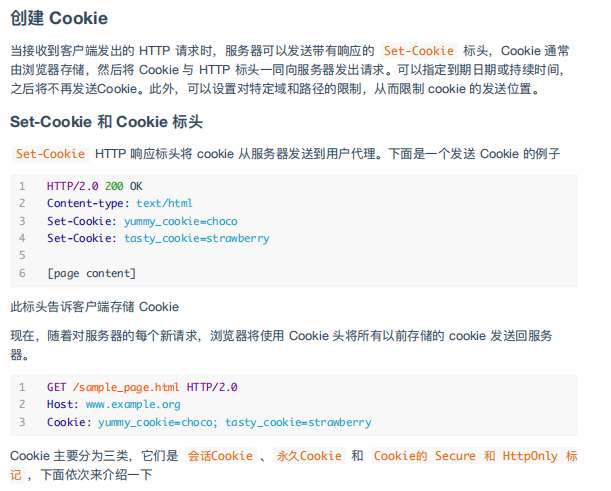 创建 Cookie
当接收到客户端发出的 HTTP 请求时，服务器可以发送带有响应的 Set-Cookie 标头，Cookie 通常
由浏览器存储，然后将 Cookie 与 HTTP 标头一同向服务器发出请求。可以指定到期日期或持续时间，
之后将不再发送Cookie。此外，可以设置对特定域和路径的限制，从而限制 cookie 的发送位置。
Set-Cookie 和 Cookie 标头
Set-Cookie HTTP 响应标头将 cookie 从服务器发送到用户代理。下面是一个发送 Cookie 的例子
1 HTTP/2.0 200 OK
2 Content-type: text/html
3 Set-Cookie: yummy_cookie=choco
4 Set-Cookie: tasty_cookie=strawberry
5
6 [page content]
此标头告诉客户端存储 Cookie
现在，随着对服务器的每个新请求，浏览器将使用 Cookie 头将所有以前存储的 cookie 发送回服务
器。
1 GET /sample_page.html HTTP/2.0
2 Host: www.example.org
3 Cookie: yummy_cookie=choco; tasty_cookie=strawberry
Cookie 主要分为三类，它们是 会话Cookie 、 永久Cookie 和 Cookie的 Secure 和 HttpOnly 标
记 ，下面依次来介绍一下